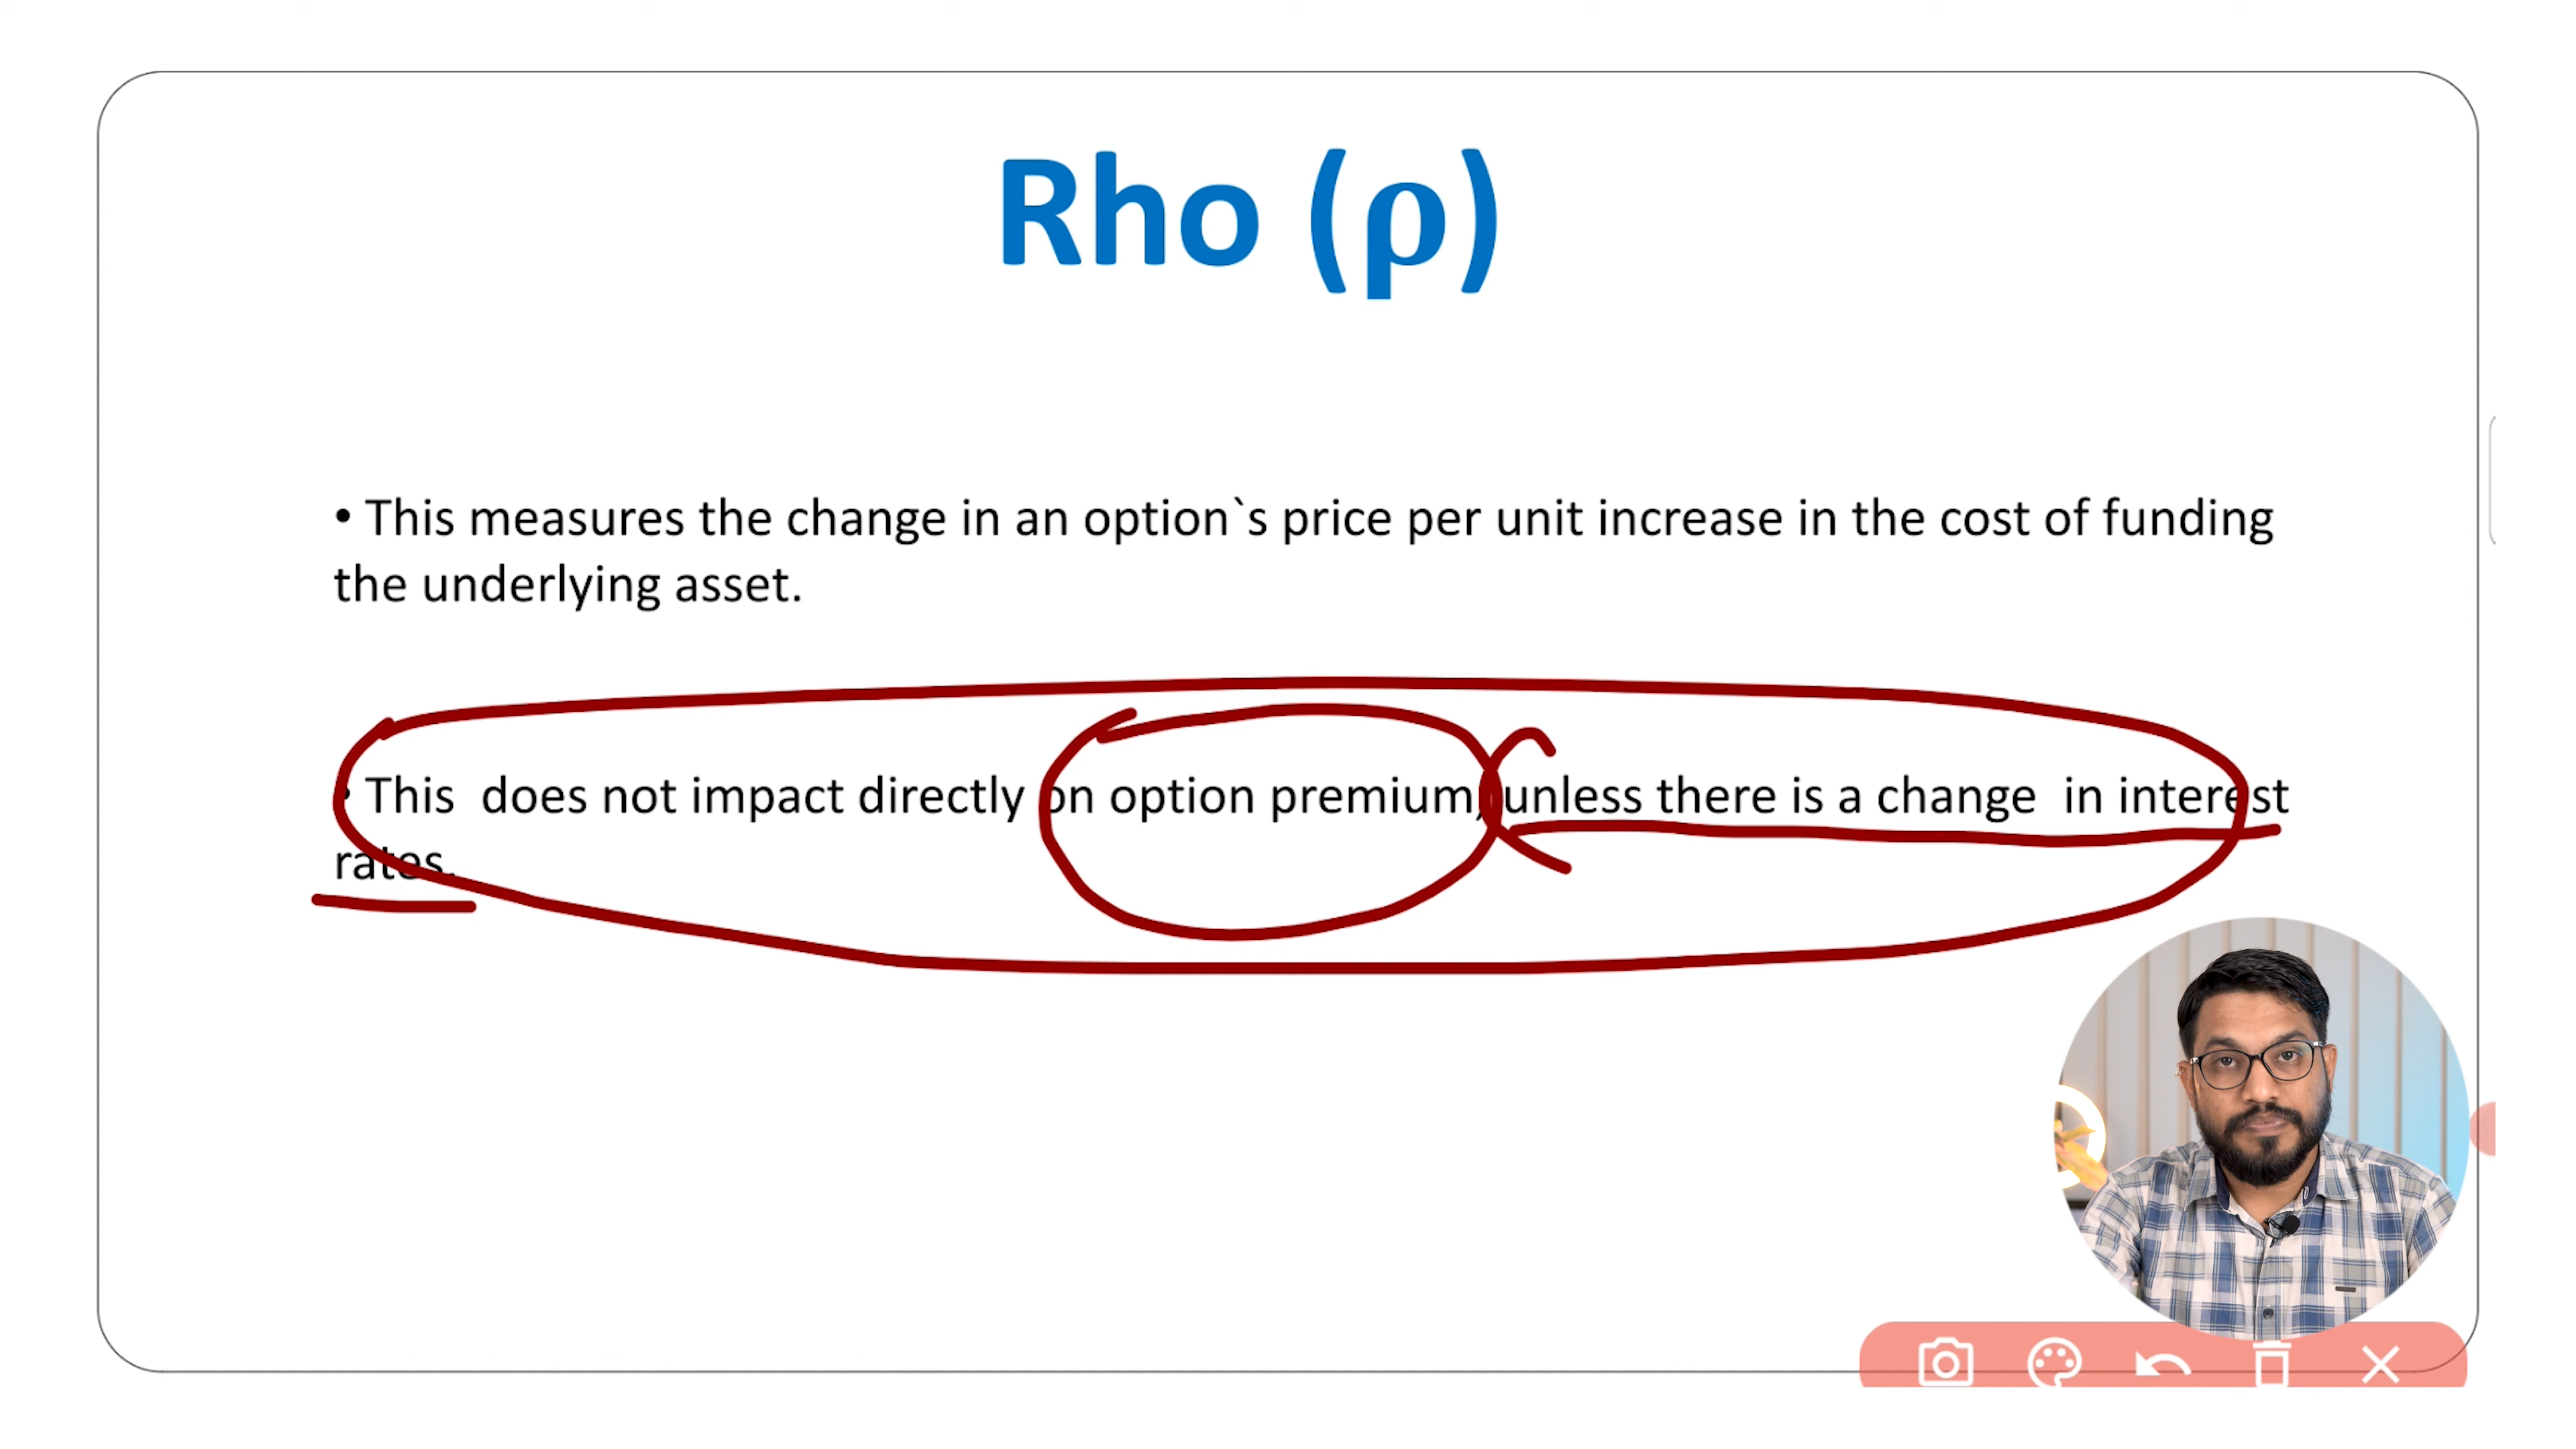 Rho (ρ)
• This measures the change in an option`s price per unit increase in the cost of funding
the underlying asset.
• This does not impact directly on option premium, unless there is a change in interest
rates.